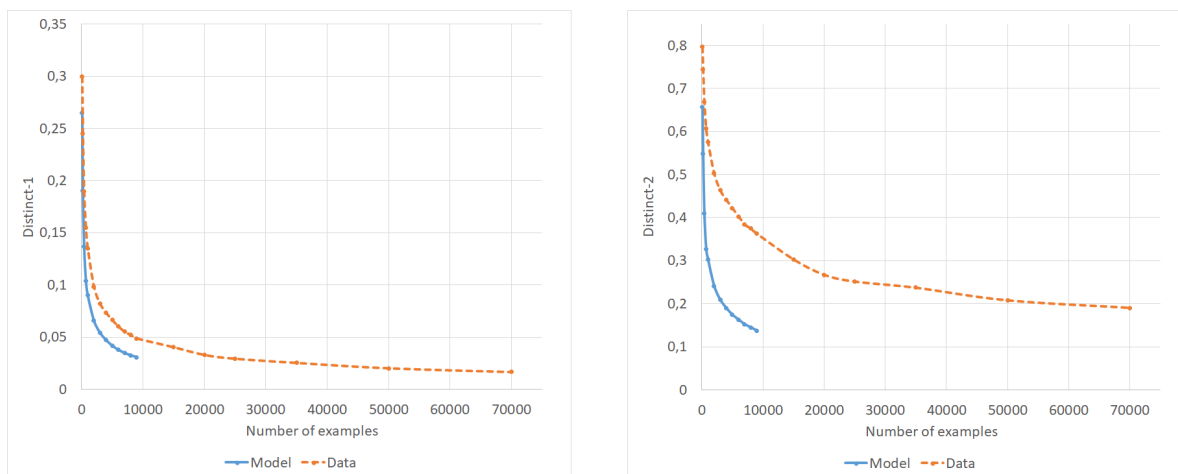 0,35
0,3
0,25
0,2
0,15
0,1
0,05
0
Distinct-1
0 10000 20000 30000 40000 50000 60000 70000
Number of examples
Model Data
0,8
0,7
0,6
0,5
0,4
0,3
0,2
0,1
0
Distinct-2
0 10000 20000 30000 40000 50000 60000 70000
Number of examples
Model Data